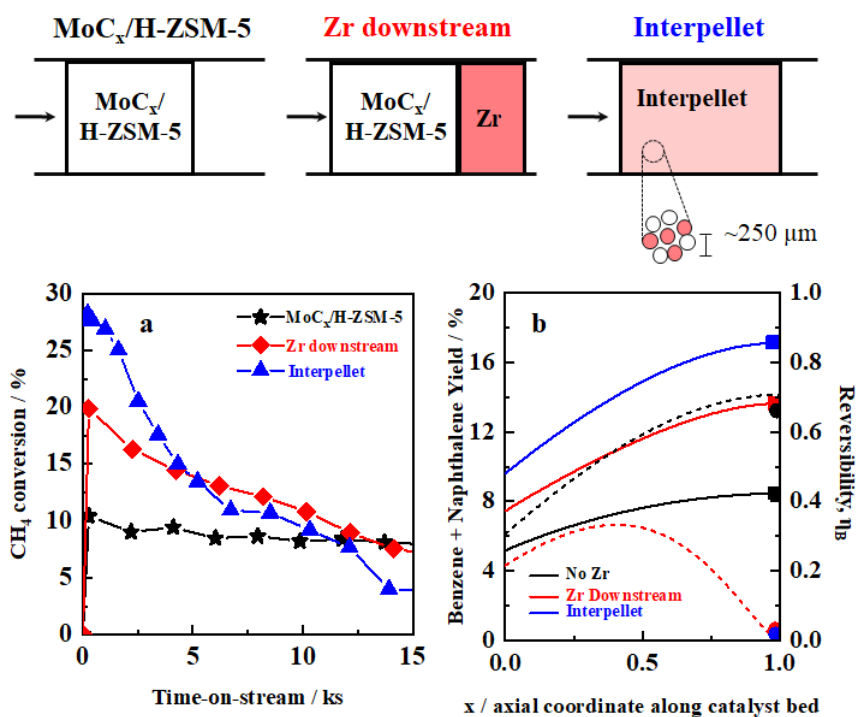 MoCₓ/H-ZSM-5
Zr downstream
Interpellet
MoCₓ/
H-ZSM-5
MoCₓ/
H-ZSM-5
Zr
Interpellet
~250 μm
30
25
20
15
10
5
0
CH₄ conversion / %
a
MoCₓ/H-ZSM-5
Zr downstream
Interpellet
0
5
10
15
Time-on-stream / ks
20
16
12
8
4
0
Benzene + Naphthalene Yield / %
b
No Zr
Zr Downstream
Interpellet
1.0
0.8
0.6
0.4
0.2
0.0
Reversibility, η_B
0.0
0.5
1.0
x / axial coordinate along catalyst bed